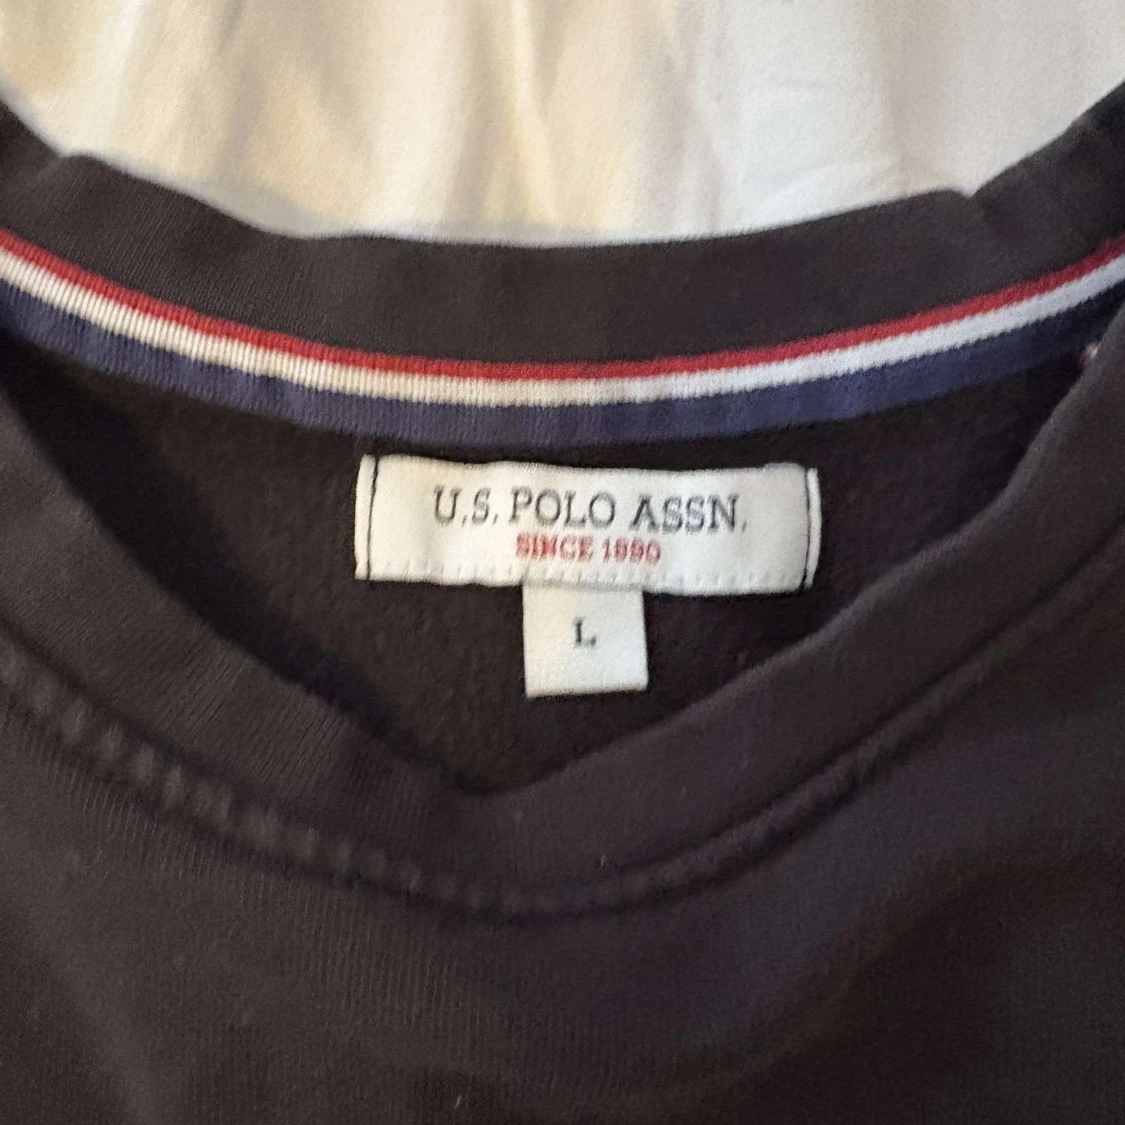 U.S. POLO ASSN.
SINCE 1890
L